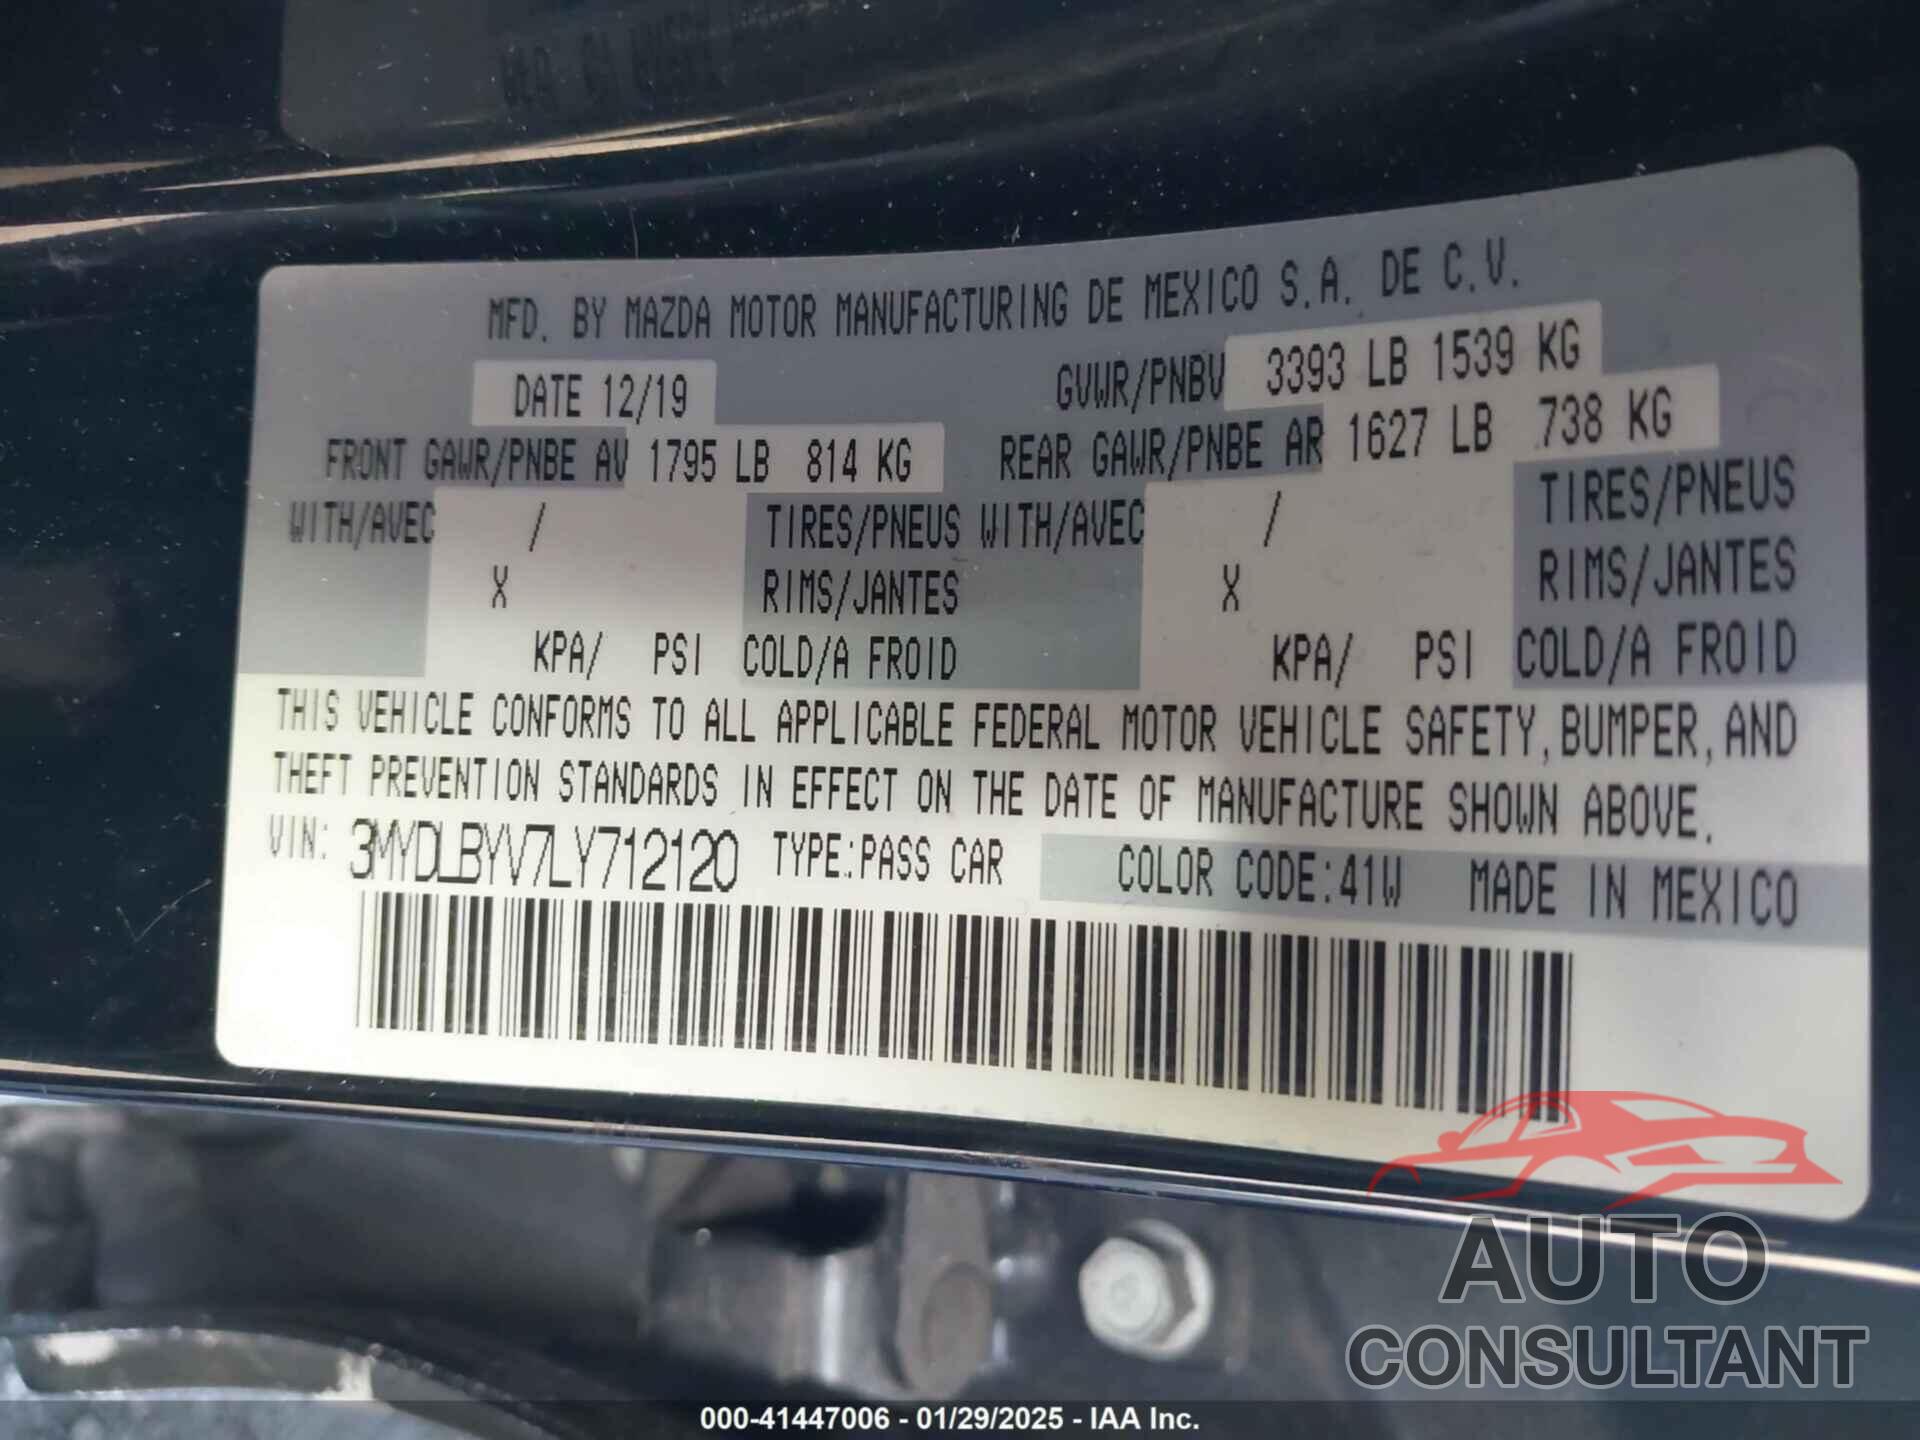 MFD. BY MAZDA MOTOR MANUFACTURING DE MEXICO S.A. DE C.V.
DATE 12/19 GVWR/PNBV 3393 LB 1539 KG
FRONT GAWR/PNBE AV 1795 LB 814 KG REAR GAWR/PNBE AR 1627 LB 738 KG
WITH/AVEC / TIRES/PNEUS WITH/AVEC / TIRES/PNEUS
X RIMS/JANTES X RIMS/JANTES
KPA/ PSI COLD/A FROID KPA/ PSI COLD/A FROID
THIS VEHICLE CONFORMS TO ALL APPLICABLE FEDERAL MOTOR VEHICLE SAFETY, BUMPER, AND
THEFT PREVENTION STANDARDS IN EFFECT ON THE DATE OF MANUFACTURE SHOWN ABOVE.
VIN: 3MYDLBYV7LY712120 TYPE:PASS CAR COLOR CODE:41W MADE IN MEXICO
AUTO
CONSULTANT
000-41447006 - 01/29/2025 - IAA Inc.